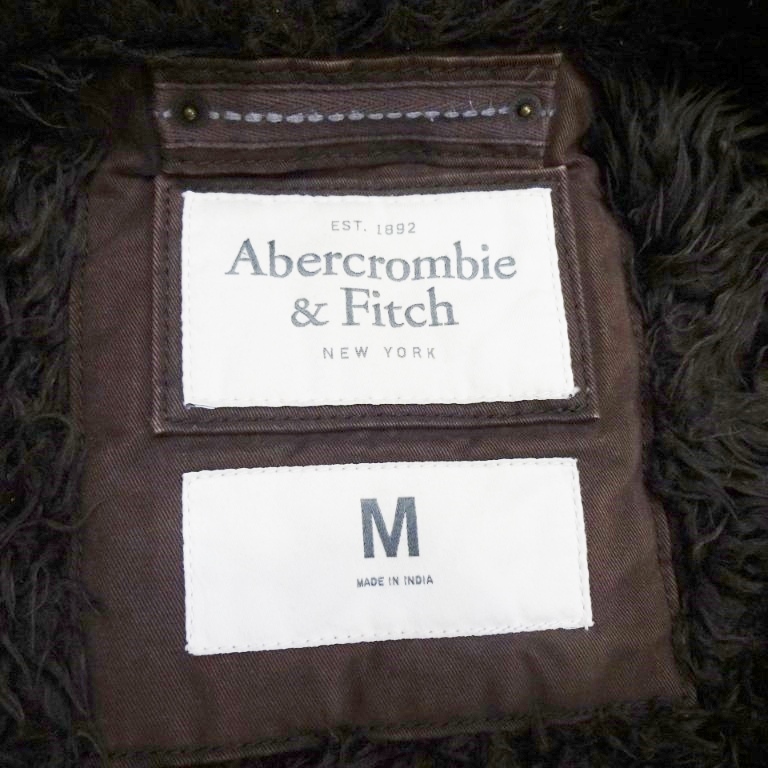 EST. 1892
Abercrombie
& Fitch
NEW YORK
M
MADE IN INDIA